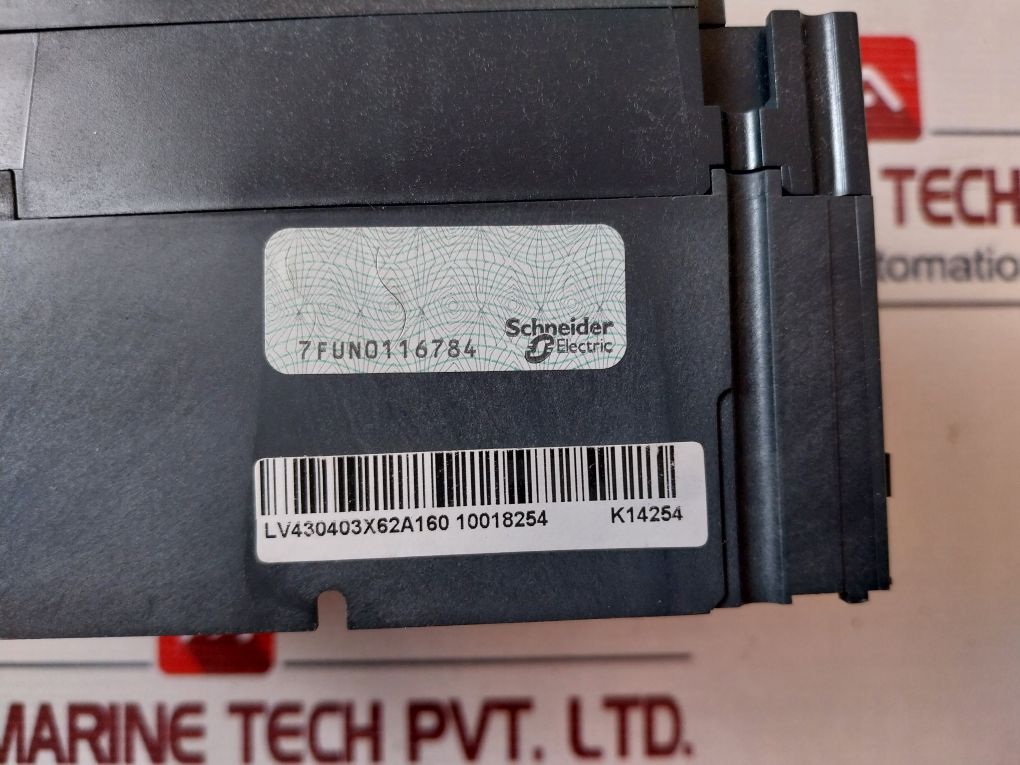 TECH
tomatio
Schneider
7FUN0116784 Electric
LV430403X62A160 10018254 K14254
MARINE TECH PVT. LTD.